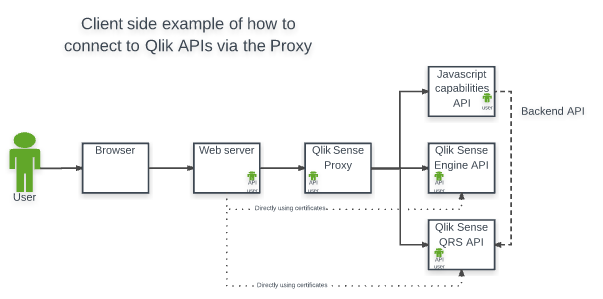 Client side example of how to
connect to Qlik APIs via the Proxy
Javascript
capabilities
API
user
Backend API
User
Browser
Web server
API
user
Qlik Sense
Proxy
API
user
Qlik Sense
Engine API
API
user
Directly using certificates
Qlik Sense
QRS API
API
user
Directly using certificates